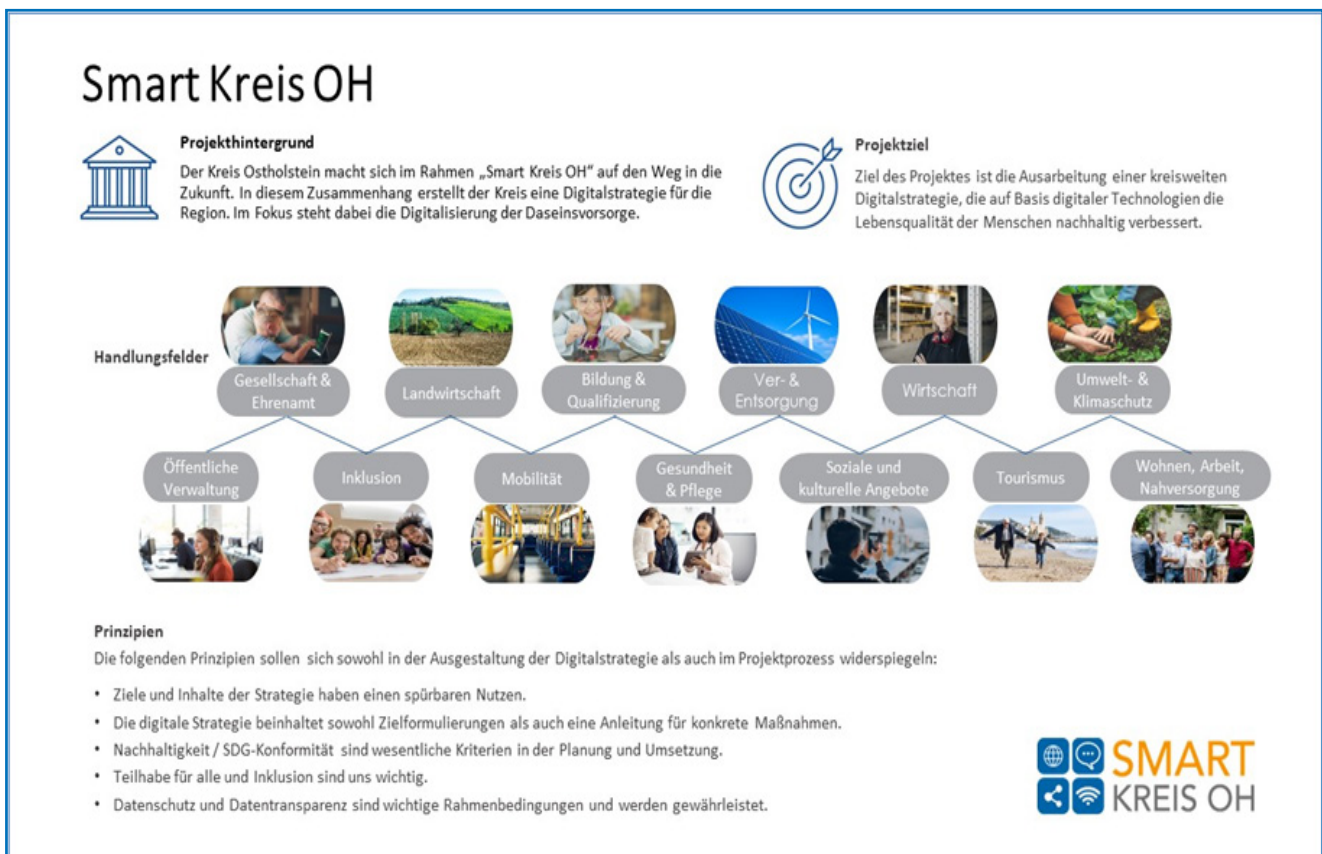 Smart Kreis OH
Projekthintergrund
Der Kreis Ostholstein macht sich im Rahmen „Smart Kreis OH“ auf den Weg in die
Zukunft. In diesem Zusammenhang erstellt der Kreis eine Digitalstrategie für die
Region. Im Fokus steht dabei die Digitalisierung der Daseinsvorsorge.
Projektziel
Ziel des Projektes ist die Ausarbeitung einer kreisweiten
Digitalstrategie, die auf Basis digitaler Technologien die
Lebensqualität der Menschen nachhaltig verbessert.
Handlungsfelder
Gesellschaft &
Ehrenamt
Landwirtschaft
Bildung &
Qualifizierung
Ver- &
Entsorgung
Wirtschaft
Umwelt- &
Klimaschutz
Öffentliche
Verwaltung
Inklusion
Mobilität
Gesundheit
& Pflege
Soziale und
kulturelle Angebote
Tourismus
Wohnen, Arbeit,
Nahversorgung
Prinzipien
Die folgenden Prinzipien sollen sich sowohl in der Ausgestaltung der Digitalstrategie als auch im Projektprozess widerspiegeln:
• Ziele und Inhalte der Strategie haben einen spürbaren Nutzen.
• Die digitale Strategie beinhaltet sowohl Zielformulierungen als auch eine Anleitung für konkrete Maßnahmen.
• Nachhaltigkeit / SDG-Konformität sind wesentliche Kriterien in der Planung und Umsetzung.
• Teilhabe für alle und Inklusion sind uns wichtig.
• Datenschutz und Datentransparenz sind wichtige Rahmenbedingungen und werden gewährleistet.
SMART
KREIS OH